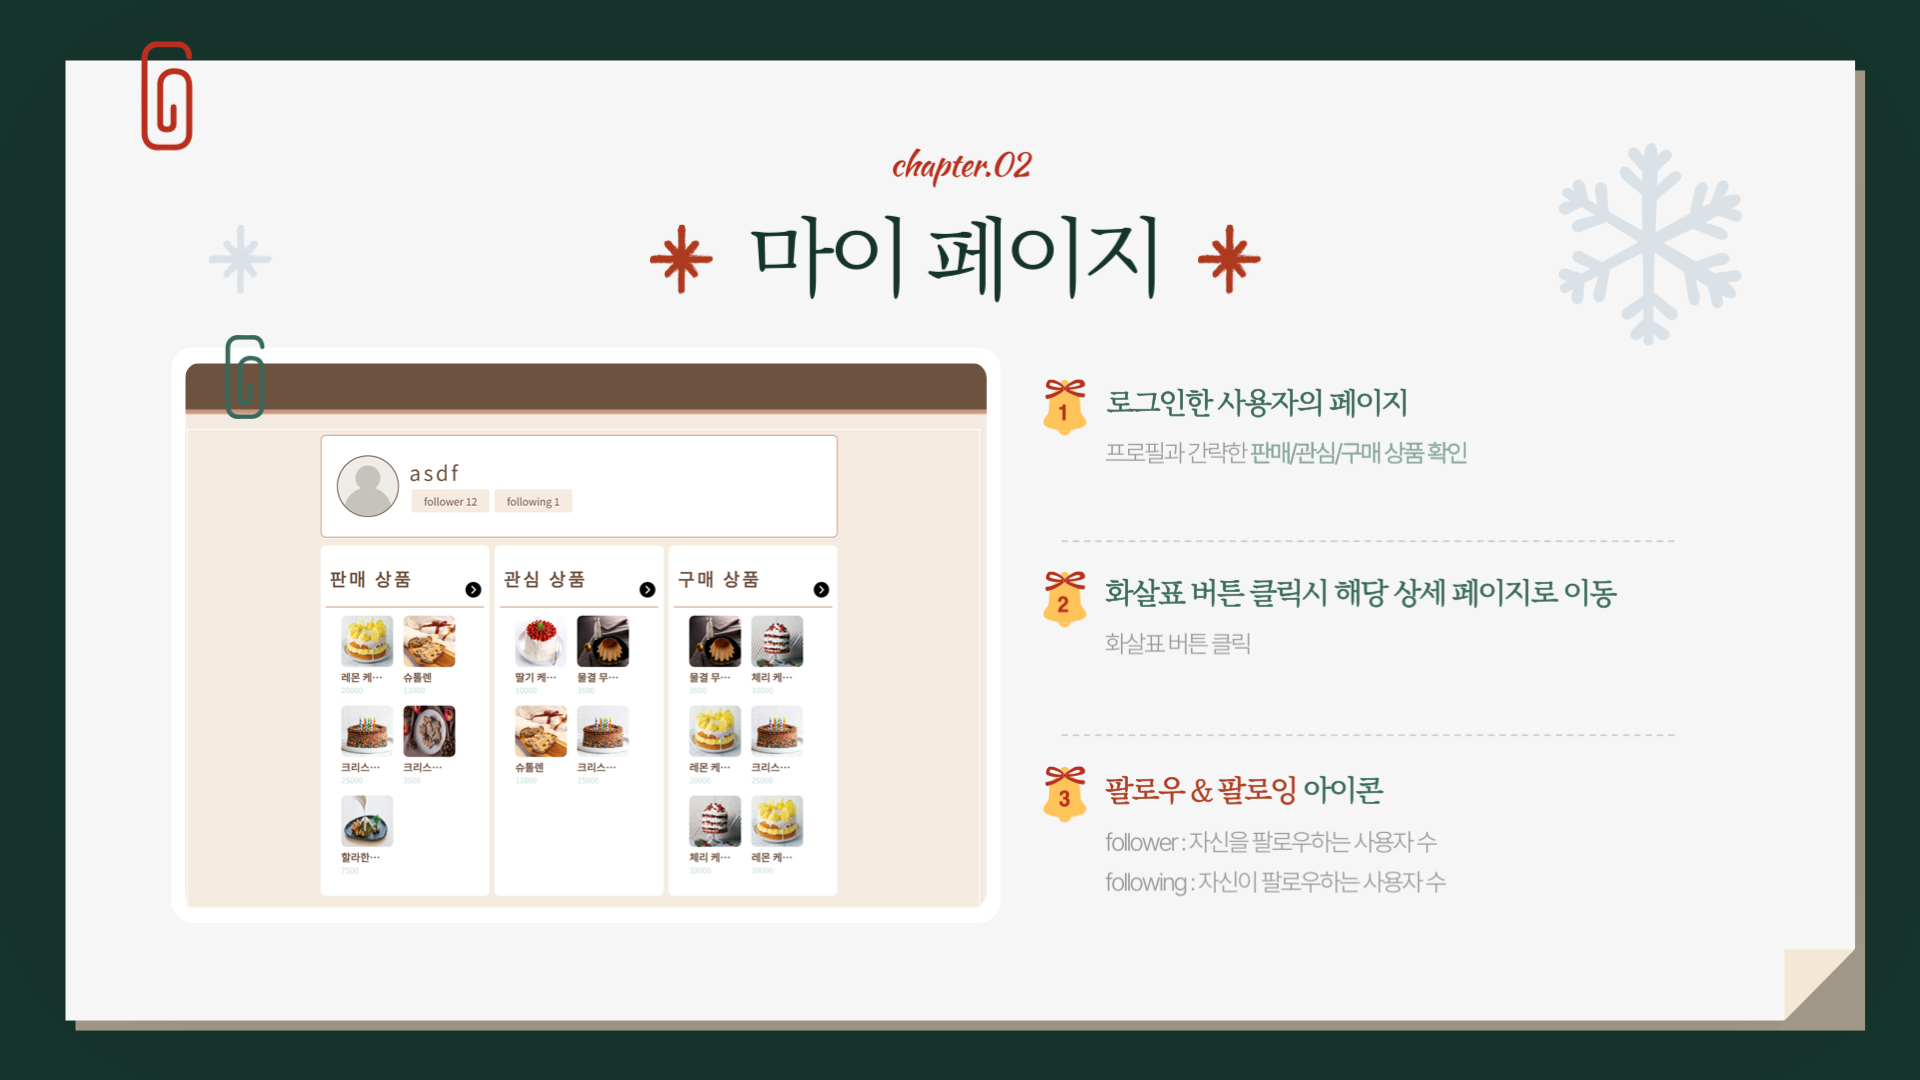 chapter.02
마이 페이지
asdf
follower 12 following 1
판매 상품
레몬 케··· 슈톨렌
20000 12000
크리스··· 크리스···
25000 3500
할라한···
7500
관심 상품
딸기 케··· 물결 무···
10000 3500
슈톨렌 크리스···
12000 25000
구매 상품
물결 무··· 체리 케···
3500 33000
레몬 케··· 크리스···
20000 25000
체리 케··· 레몬 케···
33000 20000
1 로그인한 사용자의 페이지
프로필과 간략한 판매/관심/구매 상품 확인
2 화살표 버튼 클릭시 해당 상세 페이지로 이동
화살표 버튼 클릭
3 팔로우 & 팔로잉 아이콘
follower : 자신을 팔로우하는 사용자 수
following : 자신이 팔로우하는 사용자 수